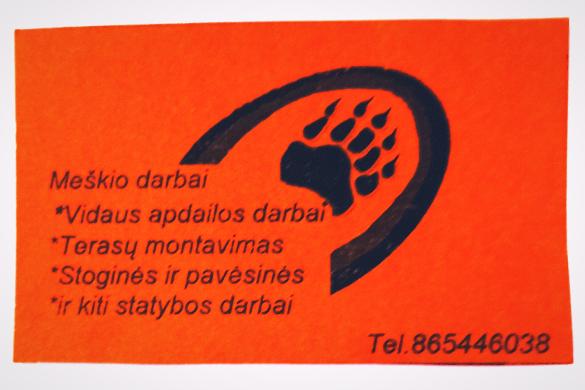 Meškio darbai
*Vidaus apdailos darbai
*Terasų montavimas
*Stoginės ir pavėsinės
*ir kiti statybos darbai
Tel.865446038